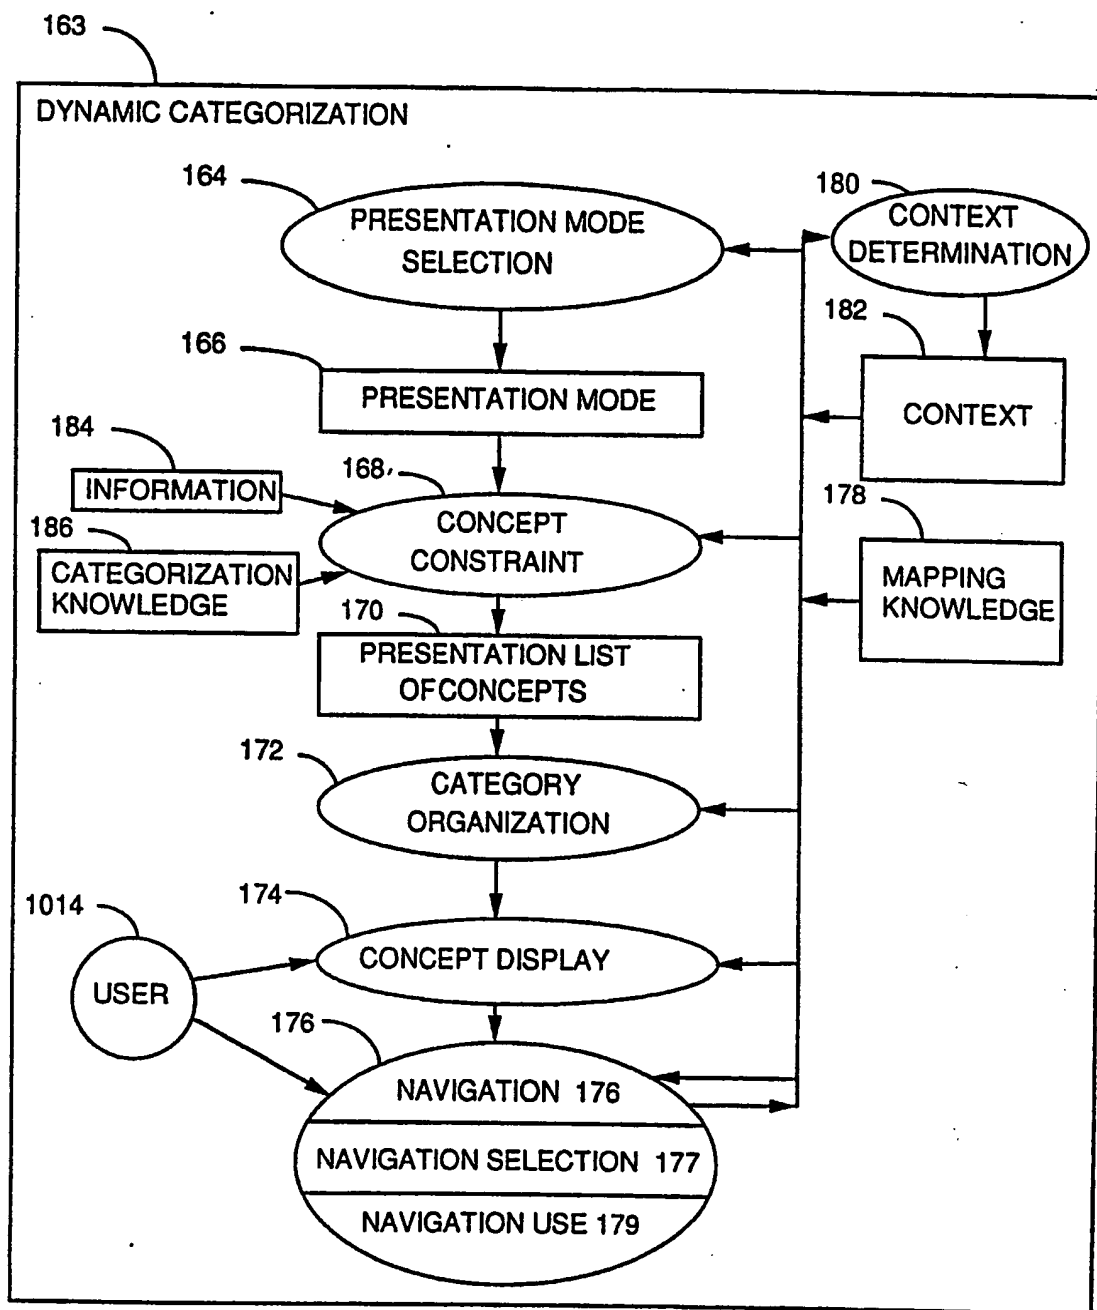 163
DYNAMIC CATEGORIZATION
164
PRESENTATION MODE
SELECTION
180
CONTEXT
DETERMINATION
182
CONTEXT
166
PRESENTATION MODE
184
INFORMATION
168
CONCEPT
CONSTRAINT
178
MAPPING
KNOWLEDGE
186
CATEGORIZATION
KNOWLEDGE
170
PRESENTATION LIST
OF CONCEPTS
172
CATEGORY
ORGANIZATION
174
CONCEPT DISPLAY
1014
USER
176
NAVIGATION 176
NAVIGATION SELECTION 177
NAVIGATION USE 179